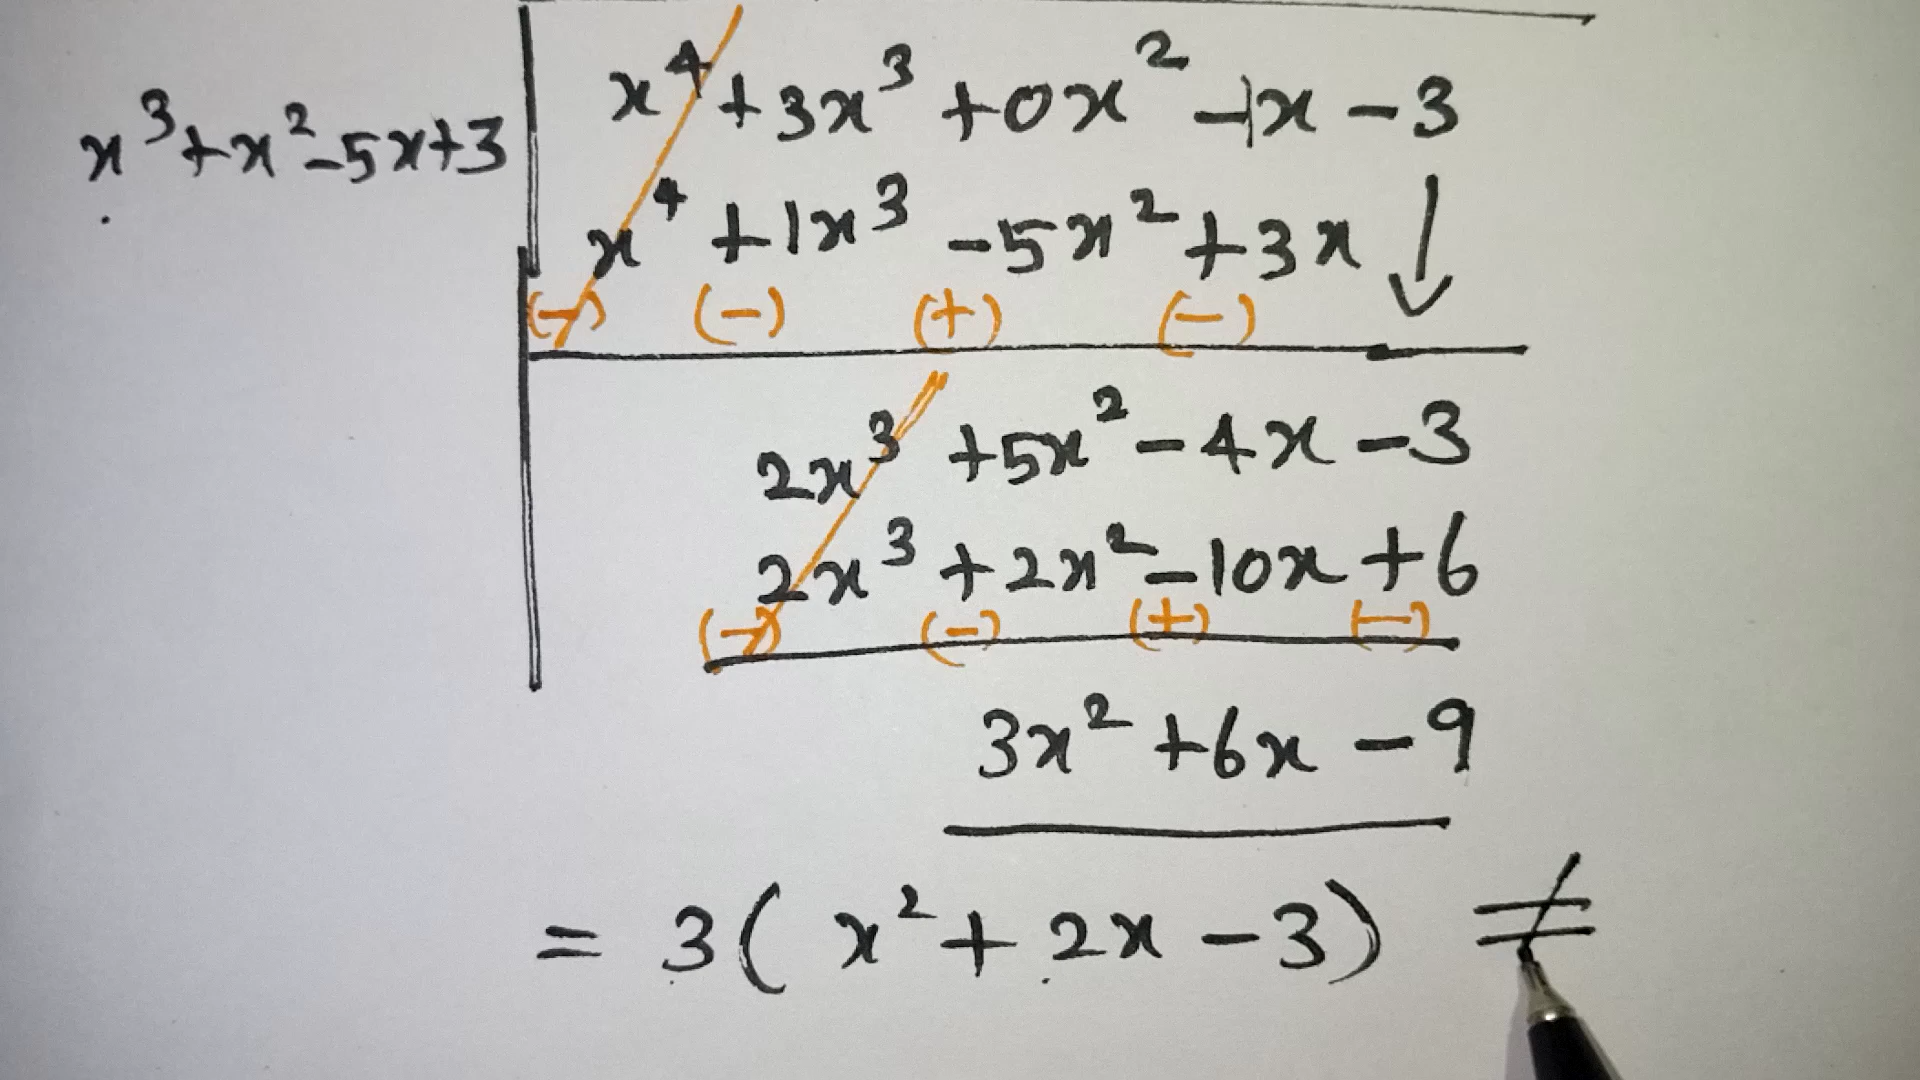 x⁴ + 3x³ + 0x² - 1x - 3
x³ + x² - 5x + 3
x⁴ + 1x³ - 5x² + 3x ↓
(-) (-) (+) (-)
2x³ + 5x² - 4x - 3
2x³ + 2x² - 10x + 6
(-) (-) (+) (-)
3x² + 6x - 9
= 3( x² + 2x - 3) ≠